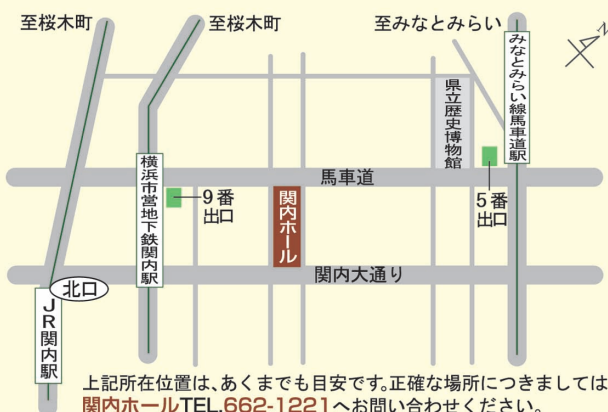 至桜木町
至桜木町
至みなとみらい
N
みなとみらい線馬車道駅
県立歴史博物館
馬車道
横浜市営地下鉄関内駅
9番
出口
関内ホール
5番
出口
関内大通り
北口
JR関内駅
上記所在位置は、あくまでも目安です。正確な場所につきましては
関内ホールTEL.662-1221へお問い合わせください。